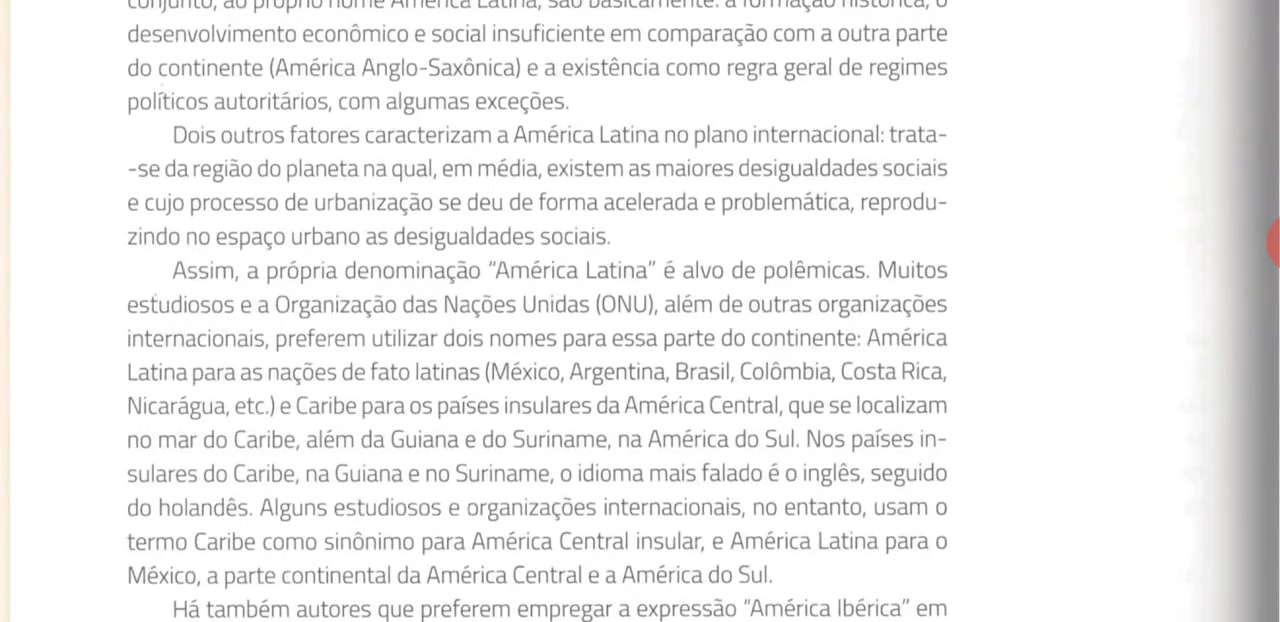 conjunto, ao próprio nome América Latina, são basicamente: a formação histórica, o
desenvolvimento econômico e social insuficiente em comparação com a outra parte
do continente (América Anglo-Saxônica) e a existência como regra geral de regimes
políticos autoritários, com algumas exceções.
Dois outros fatores caracterizam a América Latina no plano internacional: trata-
-se da região do planeta na qual, em média, existem as maiores desigualdades sociais
e cujo processo de urbanização se deu de forma acelerada e problemática, reprodu-
zindo no espaço urbano as desigualdades sociais.
Assim, a própria denominação "América Latina" é alvo de polêmicas. Muitos
estudiosos e a Organização das Nações Unidas (ONU), além de outras organizações
internacionais, preferem utilizar dois nomes para essa parte do continente: América
Latina para as nações de fato latinas (México, Argentina, Brasil, Colômbia, Costa Rica,
Nicarágua, etc.) e Caribe para os países insulares da América Central, que se localizam
no mar do Caribe, além da Guiana e do Suriname, na América do Sul. Nos países in-
sulares do Caribe, na Guiana e no Suriname, o idioma mais falado é o inglês, seguido
do holandês. Alguns estudiosos e organizações internacionais, no entanto, usam o
termo Caribe como sinônimo para América Central insular, e América Latina para o
México, a parte continental da América Central e a América do Sul.
Há também autores que preferem empregar a expressão "América Ibérica" em